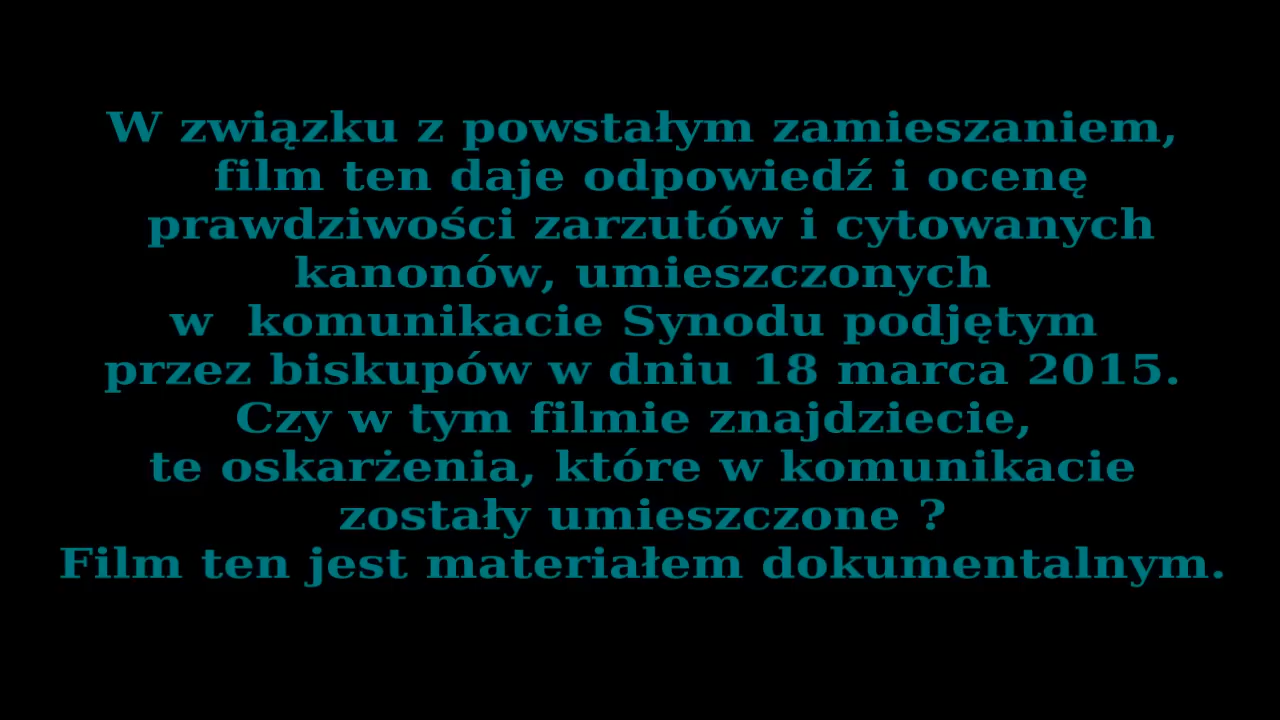 W związku z powstałym zamieszaniem,
film ten daje odpowiedź i ocenę
prawdziwości zarzutów i cytowanych
kanonów, umieszczonych
w  komunikacie Synodu podjętym
przez biskupów w dniu 18 marca 2015.
Czy w tym filmie znajdziecie,
te oskarżenia, które w komunikacie
zostały umieszczone ?
Film ten jest materiałem dokumentalnym.